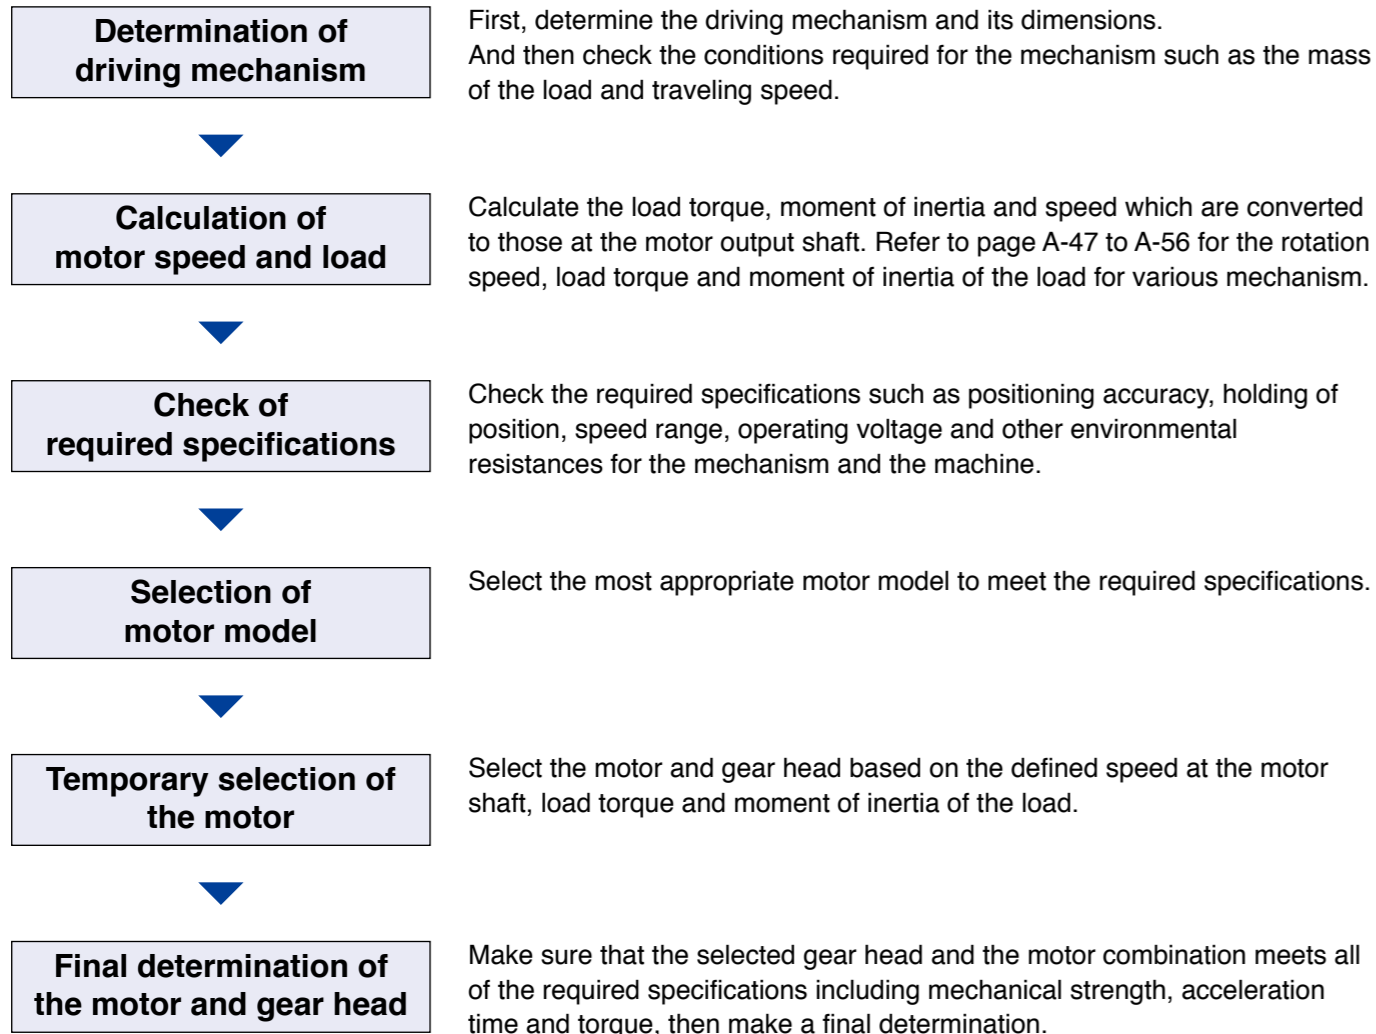 Determination of
driving mechanism
First, determine the driving mechanism and its dimensions.
And then check the conditions required for the mechanism such as the mass
of the load and traveling speed.
Calculation of
motor speed and load
Calculate the load torque, moment of inertia and speed which are converted
to those at the motor output shaft. Refer to page A-47 to A-56 for the rotation
speed, load torque and moment of inertia of the load for various mechanism.
Check of
required specifications
Check the required specifications such as positioning accuracy, holding of
position, speed range, operating voltage and other environmental
resistances for the mechanism and the machine.
Selection of
motor model
Select the most appropriate motor model to meet the required specifications.
Temporary selection of
the motor
Select the motor and gear head based on the defined speed at the motor
shaft, load torque and moment of inertia of the load.
Final determination of
the motor and gear head
Make sure that the selected gear head and the motor combination meets all
of the required specifications including mechanical strength, acceleration
time and torque, then make a final determination.